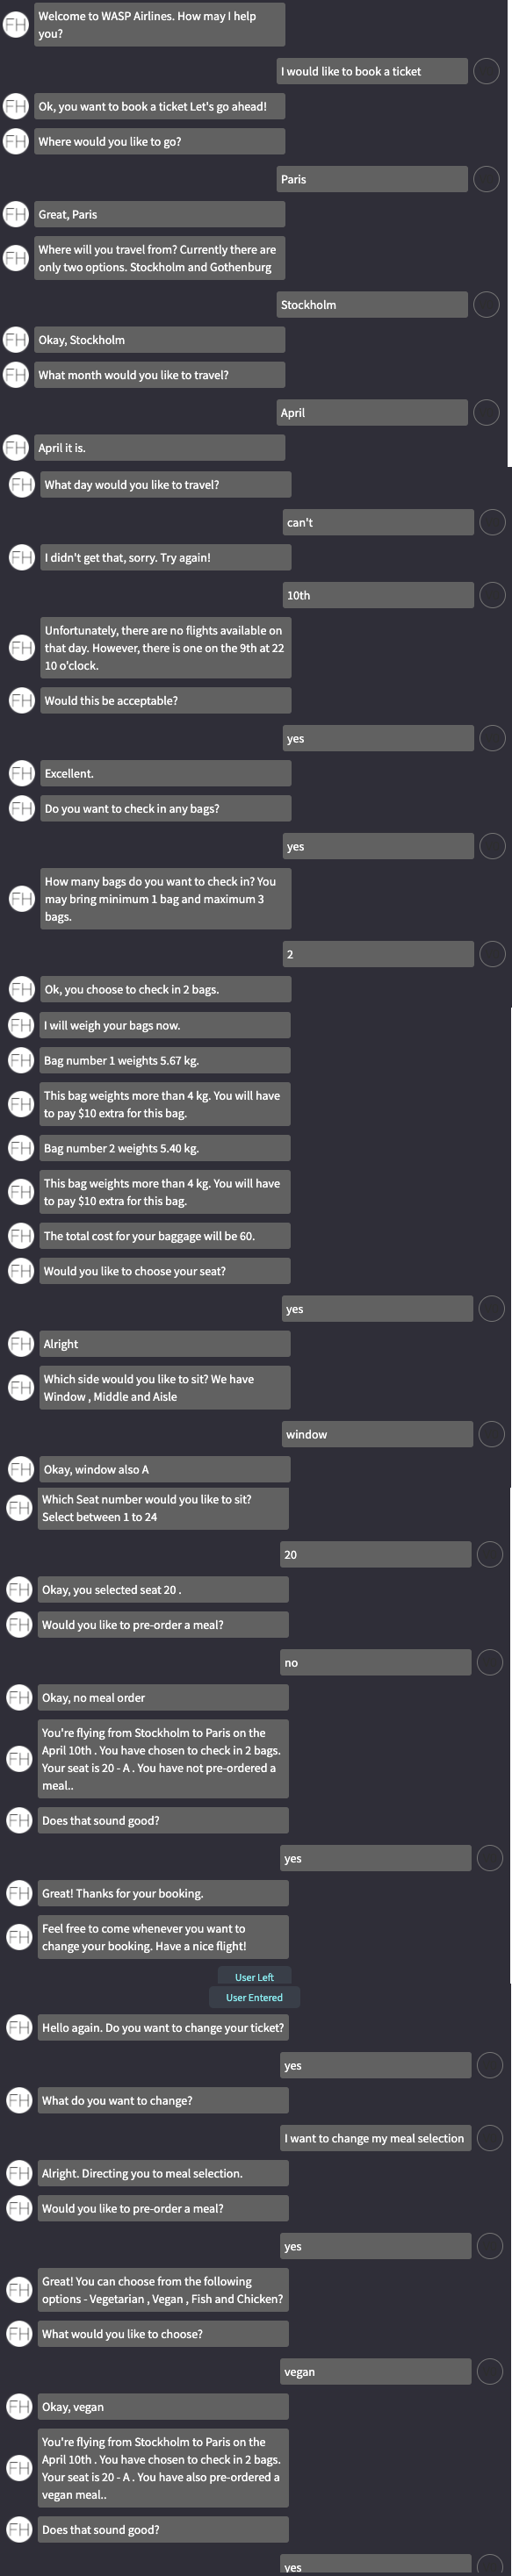 FH
Welcome to WASP Airlines. How may I help
you?
I would like to book a ticket
FH
Ok, you want to book a ticket Let's go ahead!
FH
Where would you like to go?
Paris
FH
Great, Paris
FH
Where will you travel from? Currently there are
only two options. Stockholm and Gothenburg
Stockholm
FH
Okay, Stockholm
FH
What month would you like to travel?
April
FH
April it is.
FH
What day would you like to travel?
can't
FH
I didn't get that, sorry. Try again!
10th
FH
Unfortunately, there are no flights available on
that day. However, there is one on the 9th at 22
10 o'clock.
FH
Would this be acceptable?
yes
FH
Excellent.
FH
Do you want to check in any bags?
yes
FH
How many bags do you want to check in? You
may bring minimum 1 bag and maximum 3
bags.
2
FH
Ok, you choose to check in 2 bags.
FH
I will weigh your bags now.
FH
Bag number 1 weights 5.67 kg.
FH
This bag weights more than 4 kg. You will have
to pay $10 extra for this bag.
FH
Bag number 2 weights 5.40 kg.
FH
This bag weights more than 4 kg. You will have
to pay $10 extra for this bag.
FH
The total cost for your baggage will be 60.
FH
Would you like to choose your seat?
yes
FH
Alright
FH
Which side would you like to sit? We have
Window , Middle and Aisle
window
FH
Okay, window also A
FH
Which Seat number would you like to sit?
Select between 1 to 24
20
FH
Okay, you selected seat 20 .
FH
Would you like to pre-order a meal?
no
FH
Okay, no meal order
FH
You're flying from Stockholm to Paris on the
April 10th . You have chosen to check in 2 bags.
Your seat is 20 - A . You have not pre-ordered a
meal..
FH
Does that sound good?
yes
FH
Great! Thanks for your booking.
FH
Feel free to come whenever you want to
change your booking. Have a nice flight!
User Left
User Entered
FH
Hello again. Do you want to change your ticket?
yes
FH
What do you want to change?
I want to change my meal selection
FH
Alright. Directing you to meal selection.
FH
Would you like to pre-order a meal?
yes
FH
Great! You can choose from the following
options - Vegetarian , Vegan , Fish and Chicken?
FH
What would you like to choose?
vegan
FH
Okay, vegan
FH
You're flying from Stockholm to Paris on the
April 10th . You have chosen to check in 2 bags.
Your seat is 20 - A . You have also pre-ordered a
vegan meal..
FH
Does that sound good?
yes